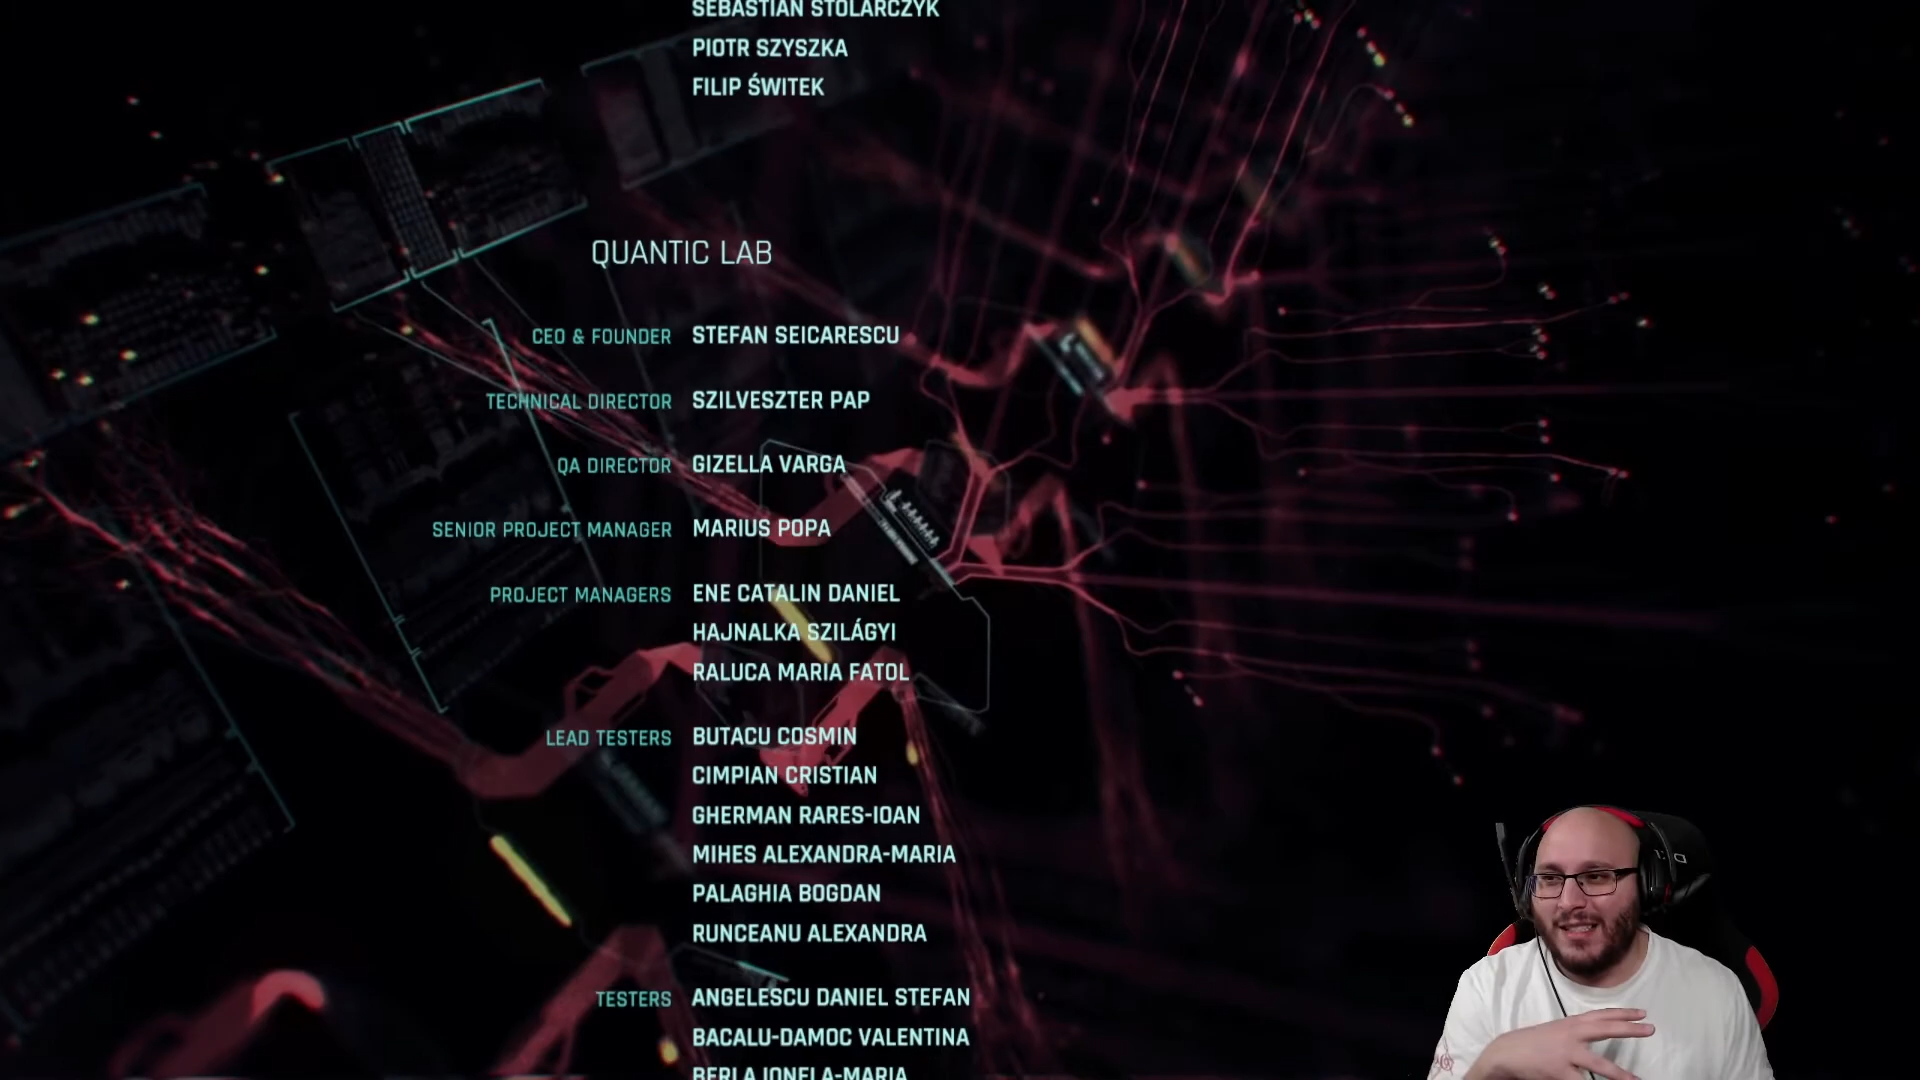 SEBASTIAN STOLARCZYK
PIOTR SZYSZKA
FILIP ŚWITEK
QUANTIC LAB
CEO & FOUNDER STEFAN SEICARESCU
TECHNICAL DIRECTOR SZILVESZTER PAP
QA DIRECTOR GIZELLA VARGA
SENIOR PROJECT MANAGER MARIUS POPA
PROJECT MANAGERS ENE CATALIN DANIEL
HAJNALKA SZILÁGYI
RALUCA MARIA FATOL
LEAD TESTERS BUTACU COSMIN
CIMPIAN CRISTIAN
GHERMAN RARES-IOAN
MIHES ALEXANDRA-MARIA
PALAGHIA BOGDAN
RUNCEANU ALEXANDRA
TESTERS ANGELESCU DANIEL STEFAN
BACALU-DAMOC VALENTINA
BERLA IONELA-MARIA